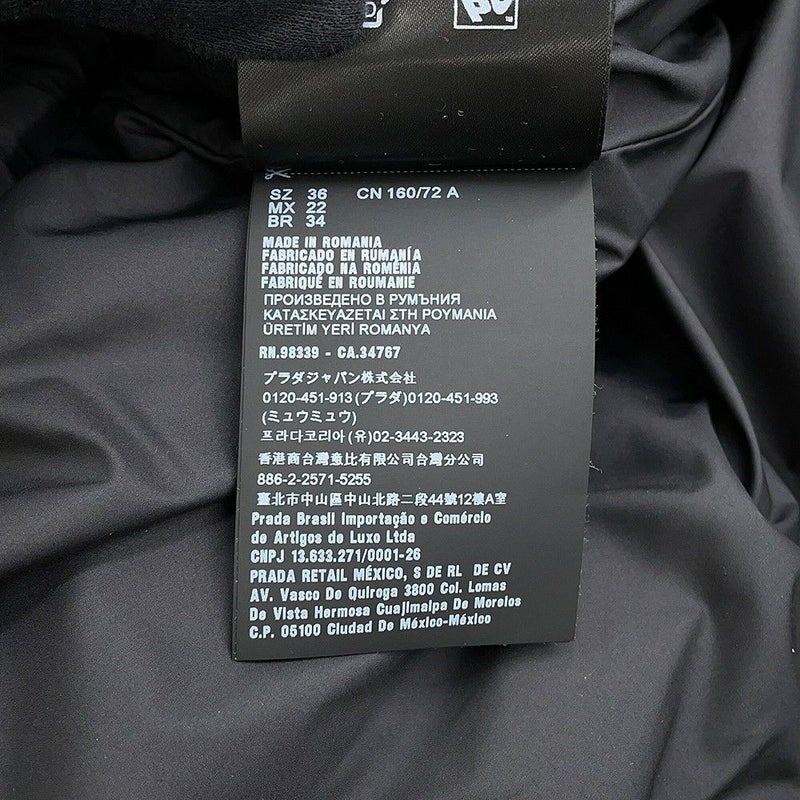 SZ 36 CN 160/72 A
MX 22
BR 34
MADE IN ROMANIA
FABRICADO EN RUMANÍA
FABRICADO NA ROMÊNIA
FABRIQUÉ EN ROUMANIE
ПРОИЗВЕДЕНО В РУМЪНИЯ
ΚΑΤΑΣΚΕΥΑΖΕΤΑΙ ΣΤΗ ΡΟΥΜΑΝΙΑ
ÜRETİM YERİ ROMANYA
RN.98339 - CA.34767
プラダジャパン株式会社
0120-451-913(プラダ)0120-451-993
(ミュウミュウ)
프라다코리아(유)02-3443-2323
香港商台灣意比有限公司台灣分公司
886-2-2571-5255
臺北市中山區中山北路二段44號12樓A室
Prada Brasil Importação e Comércio
de Artigos de Luxo Ltda
CNPJ 13.633.271/0001-26
PRADA RETAIL MÉXICO, S DE RL DE CV
AV. Vasco De Quiroga 3800 Col. Lomas
De Vista Hermosa Cuajimalpa De Morelos
C.P. 05100 Ciudad De México-México